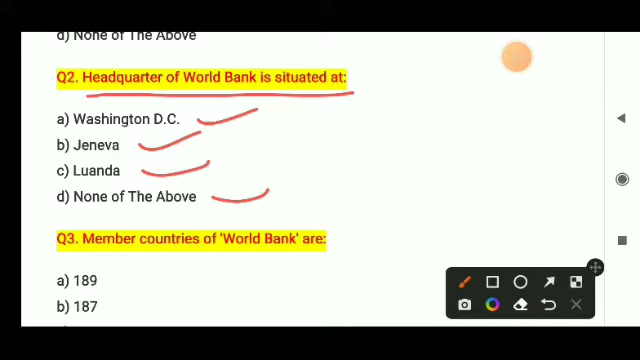 d) None of The Above
Q2. Headquarter of World Bank is situated at:
a) Washington D.C.
b) Jeneva
c) Luanda
d) None of The Above
Q3. Member countries of 'World Bank' are:
a) 189
b) 187